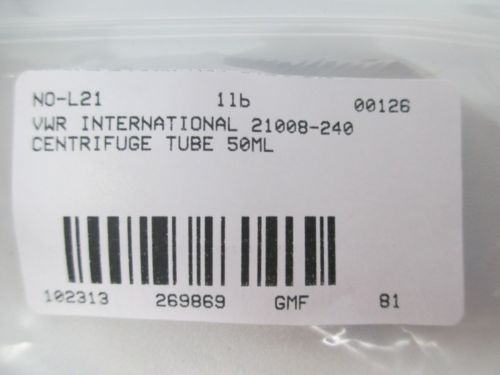 NO-L21 1lb 00126
VWR INTERNATIONAL 21008-240
CENTRIFUGE TUBE 50ML
102313 269869 GMF 81